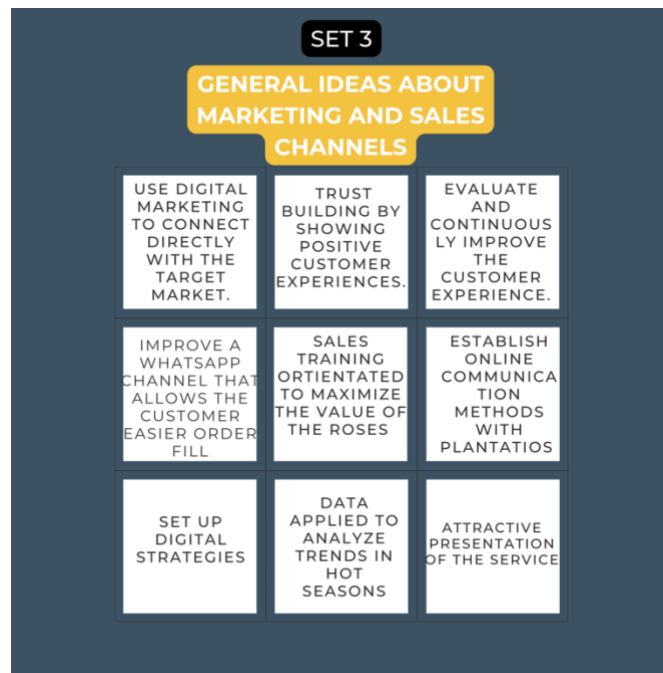 SET 3
GENERAL IDEAS ABOUT
MARKETING AND SALES
CHANNELS
USE DIGITAL
MARKETING
TO CONNECT
DIRECTLY
WITH THE
TARGET
MARKET.
TRUST
BUILDING BY
SHOWING
POSITIVE
CUSTOMER
EXPERIENCES.
EVALUATE
AND
CONTINUOUS
LY IMPROVE
THE
CUSTOMER
EXPERIENCE.
IMPROVE A
WHATSAPP
CHANNEL THAT
ALLOWS THE
CUSTOMER
EASIER ORDER
FILL
SALES
TRAINING
ORTIENTATED
TO MAXIMIZE
THE VALUE OF
THE ROSES
ESTABLISH
ONLINE
COMMUNICA
TION
METHODS
WITH
PLANTATIOS
SET UP
DIGITAL
STRATEGIES
DATA
APPLIED TO
ANALYZE
TRENDS IN
HOT
SEASONS
ATTRACTIVE
PRESENTATION
OF THE SERVICE